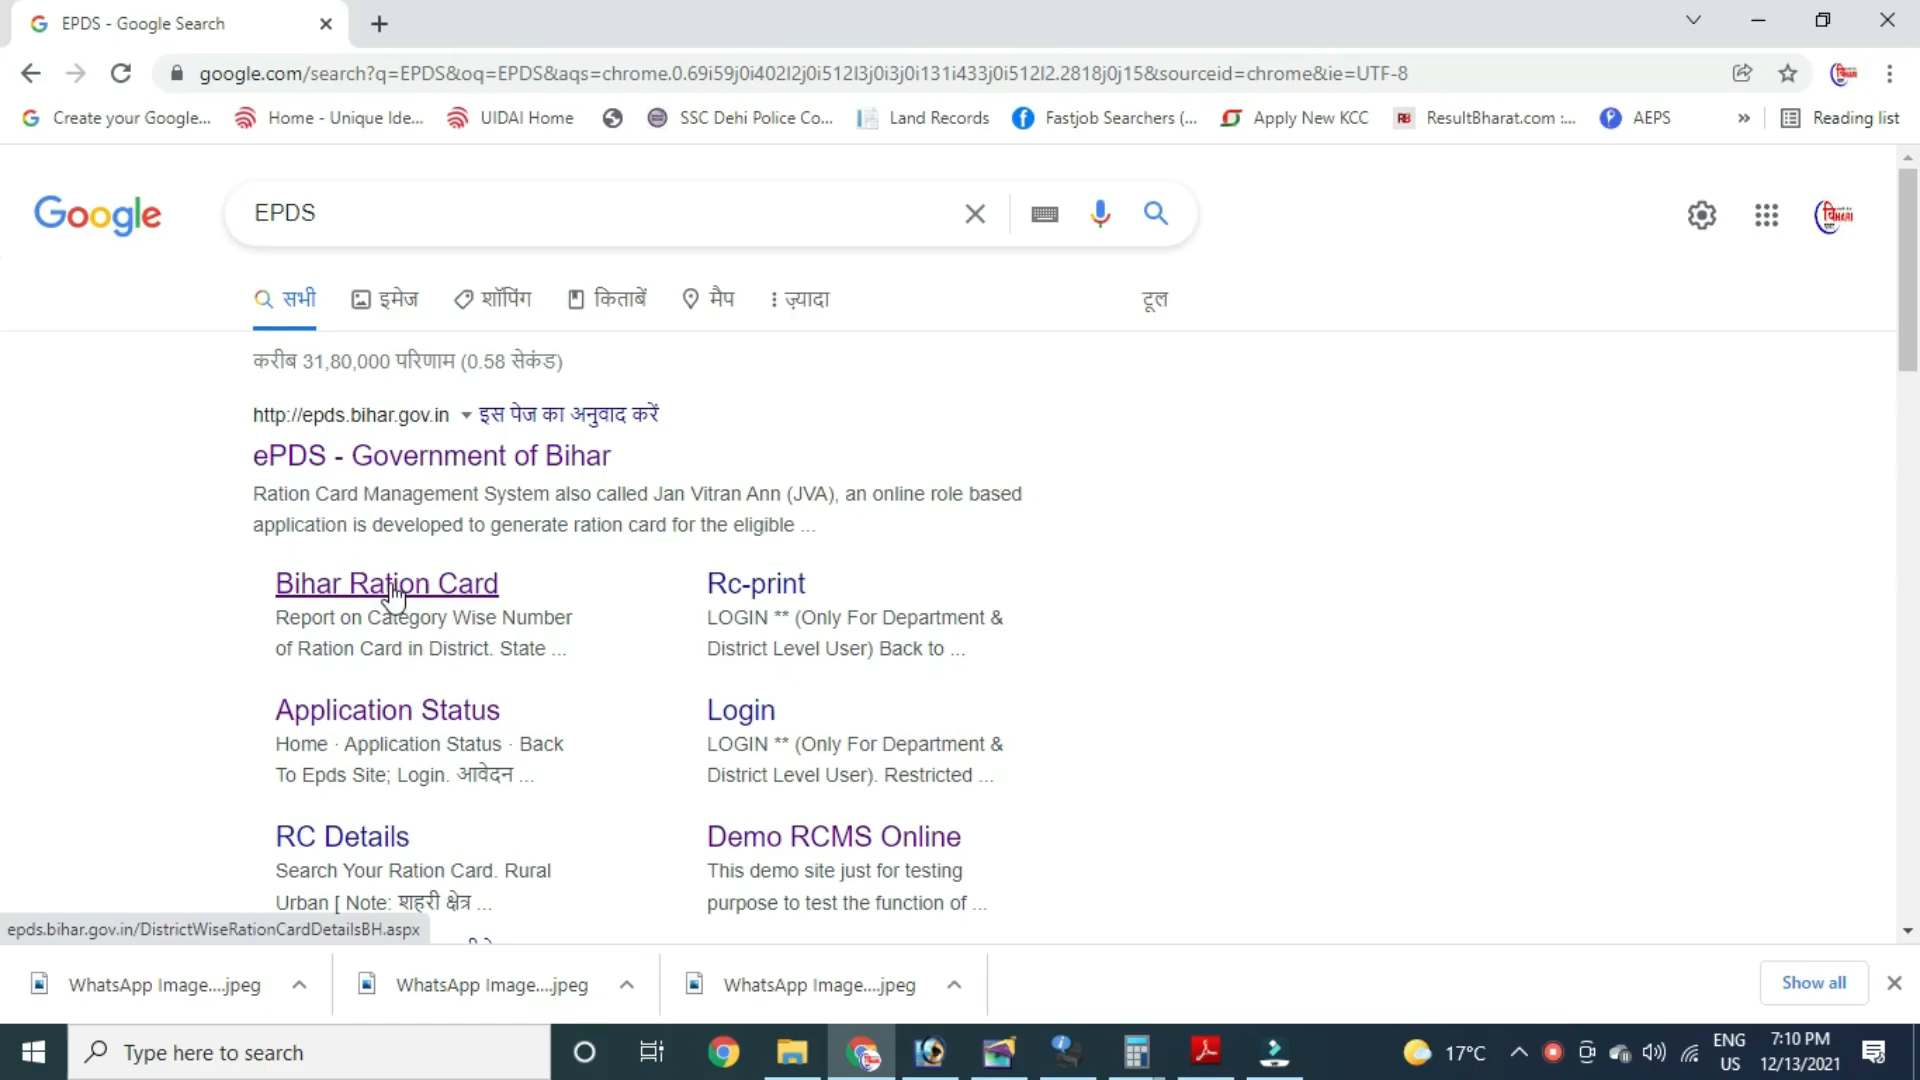 EPDS - Google Search
google.com/search?q=EPDS&oq=EPDS&aqs=chrome.0.69i59j0i402l2j0i512l3j0i3j0i131i433j0i512l2.2818j0j15&sourceid=chrome&ie=UTF-8
Create your Google... Home - Unique Ide... UIDAI Home SSC Dehi Police Co... Land Records Fastjob Searchers (... Apply New KCC RB ResultBharat.com :... AEPS » Reading list
Google EPDS
सभी इमेज शॉपिंग किताबें मैप ज़्यादा टूल
करीब 31,80,000 परिणाम (0.58 सेकंड)
http://epds.bihar.gov.in इस पेज का अनुवाद करें
ePDS - Government of Bihar
Ration Card Management System also called Jan Vitran Ann (JVA), an online role based
application is developed to generate ration card for the eligible ...
Bihar Ration Card
Report on Category Wise Number
of Ration Card in District. State ...
Rc-print
LOGIN ** (Only For Department &
District Level User) Back to ...
Application Status
Home · Application Status · Back
To Epds Site; Login. आवेदन ...
Login
LOGIN ** (Only For Department &
District Level User). Restricted ...
RC Details
Search Your Ration Card. Rural
Urban [ Note: शहरी क्षेत्र ...
Demo RCMS Online
This demo site just for testing
purpose to test the function of ...
epds.bihar.gov.in/DistrictWiseRationCardDetailsBH.aspx
WhatsApp Image....jpeg WhatsApp Image....jpeg WhatsApp Image....jpeg Show all
Type here to search
17°C
ENG
US
7:10 PM
12/13/2021